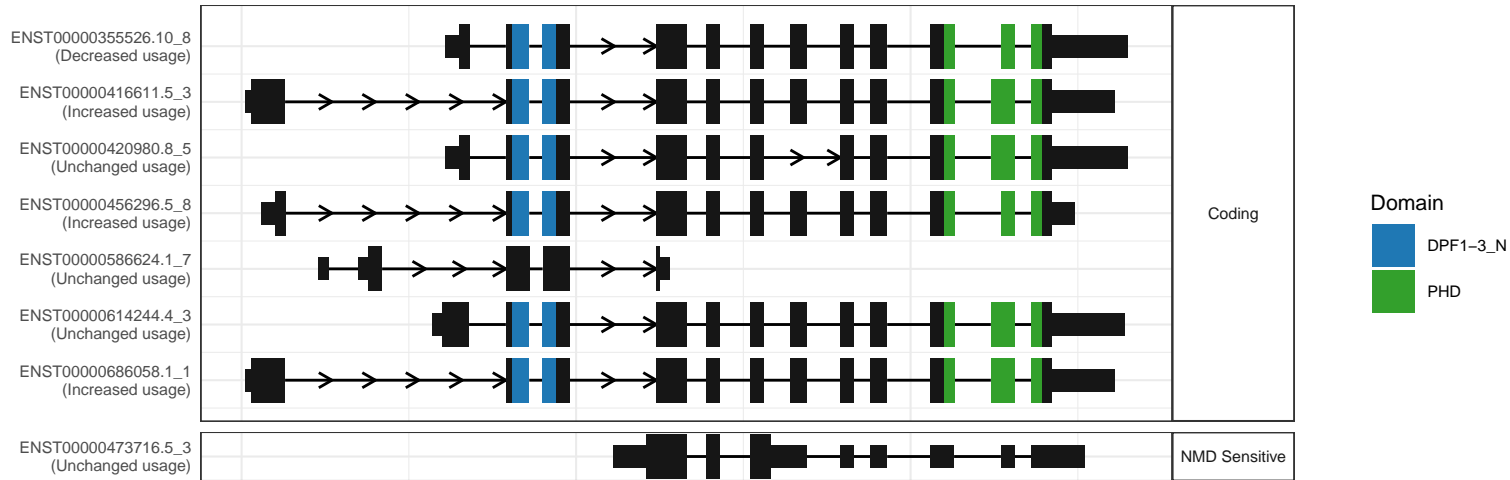 ENST00000355526.10_8
(Decreased usage)
ENST00000416611.5_3
(Increased usage)
ENST00000420980.8_5
(Unchanged usage)
ENST00000456296.5_8
(Increased usage)
ENST00000586624.1_7
(Unchanged usage)
ENST00000614244.4_3
(Unchanged usage)
ENST00000686058.1_1
(Increased usage)
Coding
ENST00000473716.5_3
(Unchanged usage)
NMD Sensitive
Domain
DPF1−3_N
PHD